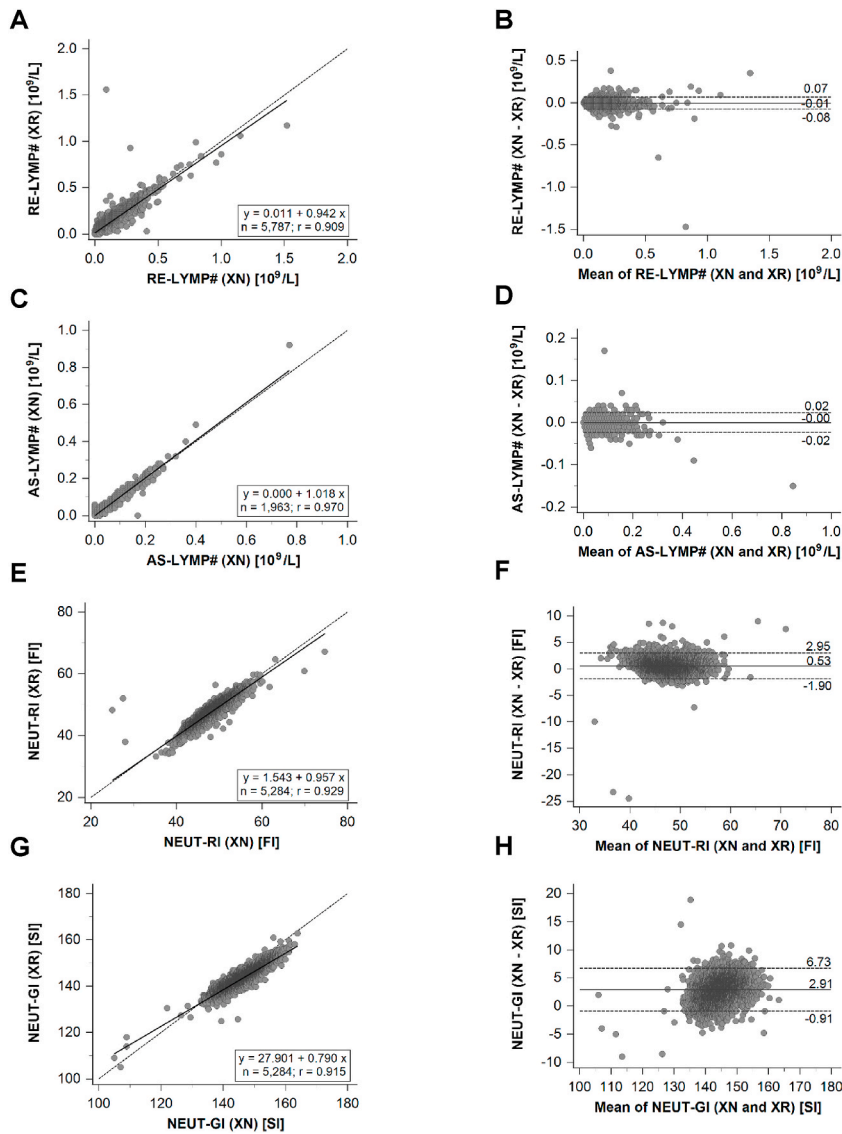 A
RE-LYMP# (XR) [10⁹/L]
2.0
1.5
1.0
0.5
0.0
y = 0.011 + 0.942 x
n = 5,787; r = 0.909
0.0 0.5 1.0 1.5 2.0
RE-LYMP# (XN) [10⁹/L]
B
RE-LYMP# (XN - XR) [10⁹/L]
0.5
0.0
-0.5
-1.0
-1.5
0.07
-0.01
-0.08
0.0 0.5 1.0 1.5 2.0
Mean of RE-LYMP# (XN and XR) [10⁹/L]
C
AS-LYMP# (XN) [10⁹/L]
1.0
0.8
0.6
0.4
0.2
0.0
y = 0.000 + 1.018 x
n = 1,963; r = 0.970
0.0 0.2 0.4 0.6 0.8 1.0
AS-LYMP# (XN) [10⁹/L]
D
AS-LYMP# (XN - XR) [10⁹/L]
0.2
0.1
0.0
-0.1
-0.2
0.02
-0.00
-0.02
0.0 0.2 0.4 0.6 0.8 1.0
Mean of AS-LYMP# (XN and XR) [10⁹/L]
E
NEUT-RI (XR) [FI]
80
60
40
20
y = 1.543 + 0.957 x
n = 5,284; r = 0.929
20 40 60 80
NEUT-RI (XN) [FI]
F
NEUT-RI (XN - XR) [FI]
10
5
0
-5
-10
-15
-20
-25
2.95
0.53
-1.90
30 40 50 60 70 80
Mean of NEUT-RI (XN and XR) [FI]
G
NEUT-GI (XR) [SI]
180
160
140
120
100
y = 27.901 + 0.790 x
n = 5,284; r = 0.915
100 120 140 160 180
NEUT-GI (XN) [SI]
H
NEUT-GI (XN - XR) [SI]
20
15
10
5
0
-5
-10
6.73
2.91
-0.91
100 110 120 130 140 150 160 170 180
Mean of NEUT-GI (XN and XR) [SI]